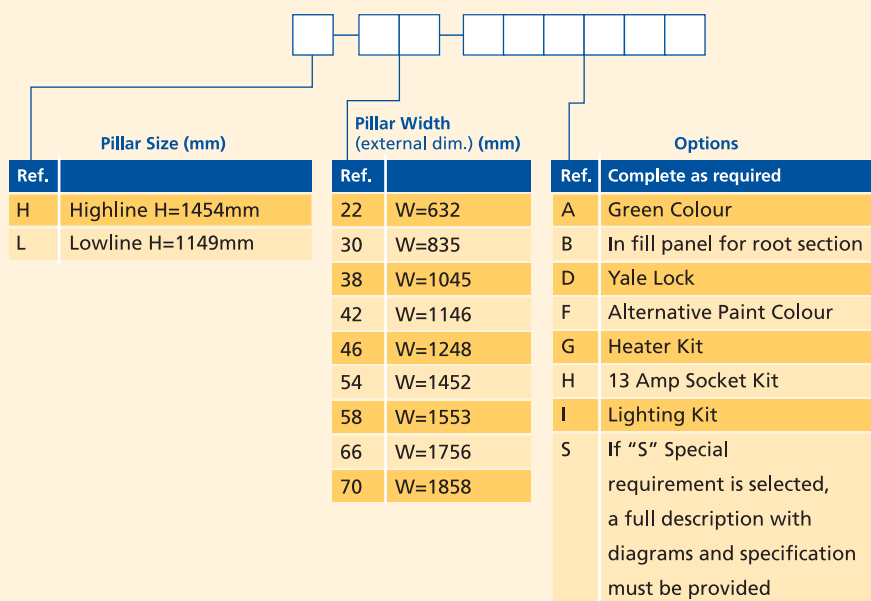 Pillar Size (mm)
Ref.
H Highline H=1454mm
L Lowline H=1149mm
Pillar Width
(external dim.) (mm)
Ref.
22 W=632
30 W=835
38 W=1045
42 W=1146
46 W=1248
54 W=1452
58 W=1553
66 W=1756
70 W=1858
Options
Ref. Complete as required
A Green Colour
B In fill panel for root section
D Yale Lock
F Alternative Paint Colour
G Heater Kit
H 13 Amp Socket Kit
I Lighting Kit
S If “S” Special
requirement is selected,
a full description with
diagrams and specification
must be provided